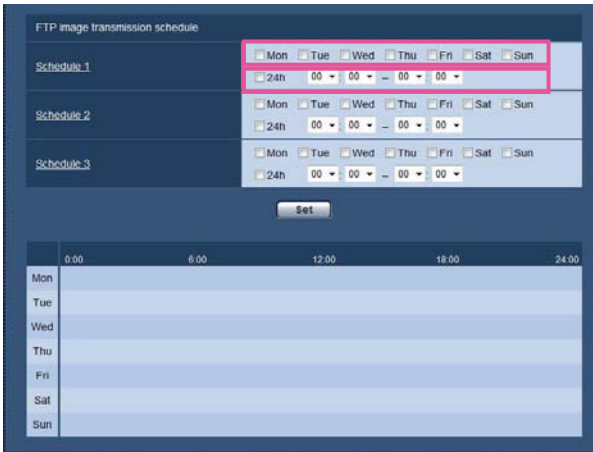 FTP image transmission schedule
Schedule 1
Mon Tue Wed Thu Fri Sat Sun
24h 00 : 00 – 00 : 00
Schedule 2
Mon Tue Wed Thu Fri Sat Sun
24h 00 : 00 – 00 : 00
Schedule 3
Mon Tue Wed Thu Fri Sat Sun
24h 00 : 00 – 00 : 00
Set
0:00 6:00 12:00 18:00 24:00
Mon
Tue
Wed
Thu
Fri
Sat
Sun